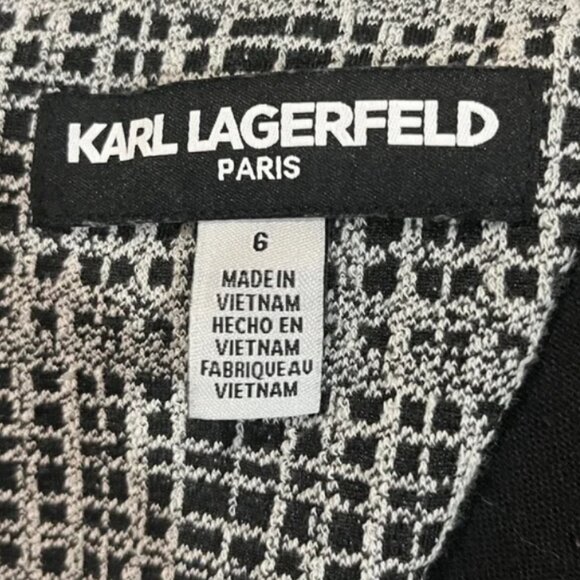 KARL LAGERFELD
PARIS
6
MADE IN
VIETNAM
HECHO EN
VIETNAM
FABRIQUE AU
VIETNAM